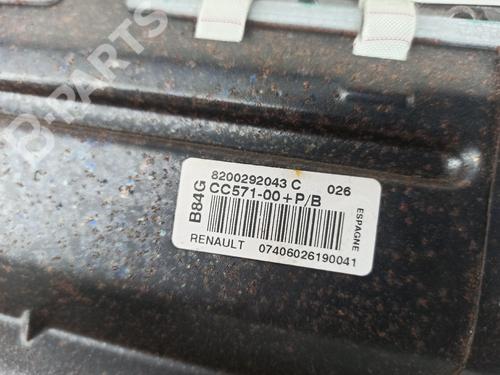 B-PARTS
8200292043 C 026
B84G
CC571-00+P/B
ESPAGNE
RENAULT 07406026190041